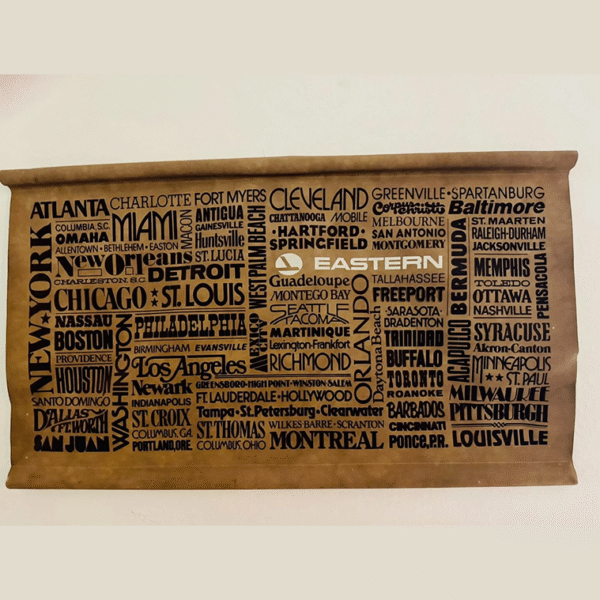 ATLANTA
COLUMBIA, S.C.
OMAHA
CHARLOTTE
MIAMI
MACON
ALLENTOWN · BETHLEHEM · EASTON
FORT MYERS
ANTIGUA
GAINESVILLE
Huntsville
ST. LUCIA
NEW YORK
New Orleans
CHARLESTON, S.C.
DETROIT
CHICAGO ★ ST. LOUIS
WEST PALM BEACH
NASSAU
BOSTON
PROVIDENCE
HOUSTON
SANTO DOMINGO
DALLAS
FT. WORTH
SAN JUAN
WASHINGTON
PHILADELPHIA
BIRMINGHAM
EVANSVILLE
Los Angeles
Newark
INDIANAPOLIS
ST. CROIX
COLUMBUS, GA.
PORTLAND, ORE.
MEXICO
CITY
GREENSBORO·HIGH POINT·WINSTON SALEM
FT. LAUDERDALE · HOLLYWOOD
Tampa · St. Petersburg · Clearwater
ST. THOMAS
COLUMBUS, OHIO
WILKES BARRE · SCRANTON
MONTREAL
CLEVELAND
CHATTANOOGA
MOBILE
· HARTFORD ·
SPRINGFIELD
EASTERN
Guadeloupe
MONTEGO BAY
SEATTLE
TACOMA
MARTINIQUE
Lexington-Frankfort
RICHMOND
ORLANDO
GREENVILLE · SPARTANBURG
MELBOURNE
SAN ANTONIO
MONTGOMERY
TALLAHASSEE
FREEPORT
· SARASOTA ·
BRADENTON
Daytona Beach
TRINIDAD
BUFFALO
TORONTO
ROANOKE
BARBADOS
CINCINNATI
PONCE, P.R.
Baltimore
BERMUDA
ACAPULCO
ST. MAARTEN
RALEIGH-DURHAM
JACKSONVILLE
MEMPHIS
TOLEDO
OTTAWA
NASHVILLE
PENSACOLA
SYRACUSE
Akron-Canton
MINNEAPOLIS
★★ ST. PAUL
MILWAUKEE
PITTSBURGH
LOUISVILLE